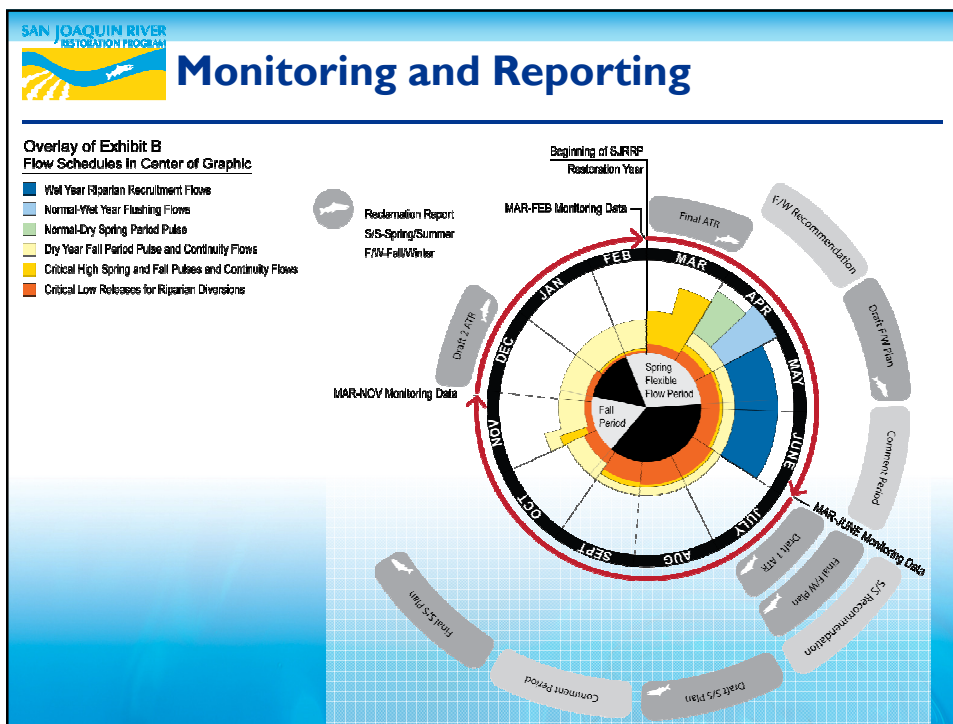 SAN JOAQUIN RIVER
RESTORATION PROGRAM
Monitoring and Reporting
Overlay of Exhibit B
Flow Schedules in Center of Graphic
Wet Year Riparian Recruitment Flows
Normal-Wet Year Flushing Flows
Normal-Dry Spring Period Pulse
Dry Year Fall Period Pulse and Continuity Flows
Critical High Spring and Fall Pulses and Continuity Flows
Critical Low Releases for Riparian Diversions
Reclamation Report
S/S-Spring/Summer
F/W-Fall/Winter
Beginning of SJRRP
Restoration Year
MAR-FEB Monitoring Data
Final ATR
F/W Recommendation
Draft F/W Plan
Comment Period
MAR-JUNE Monitoring Data
Draft 1 ATR
Final F/W Plan
S/S Recommendation
Draft S/S Plan
Comment Period
Final S/S Plan
MAR-NOV Monitoring Data
Draft 2 ATR
JAN
FEB
MAR
APR
MAY
JUNE
JULY
AUG
SEPT
OCT
NOV
DEC
Spring
Flexible
Flow Period
Fall
Period